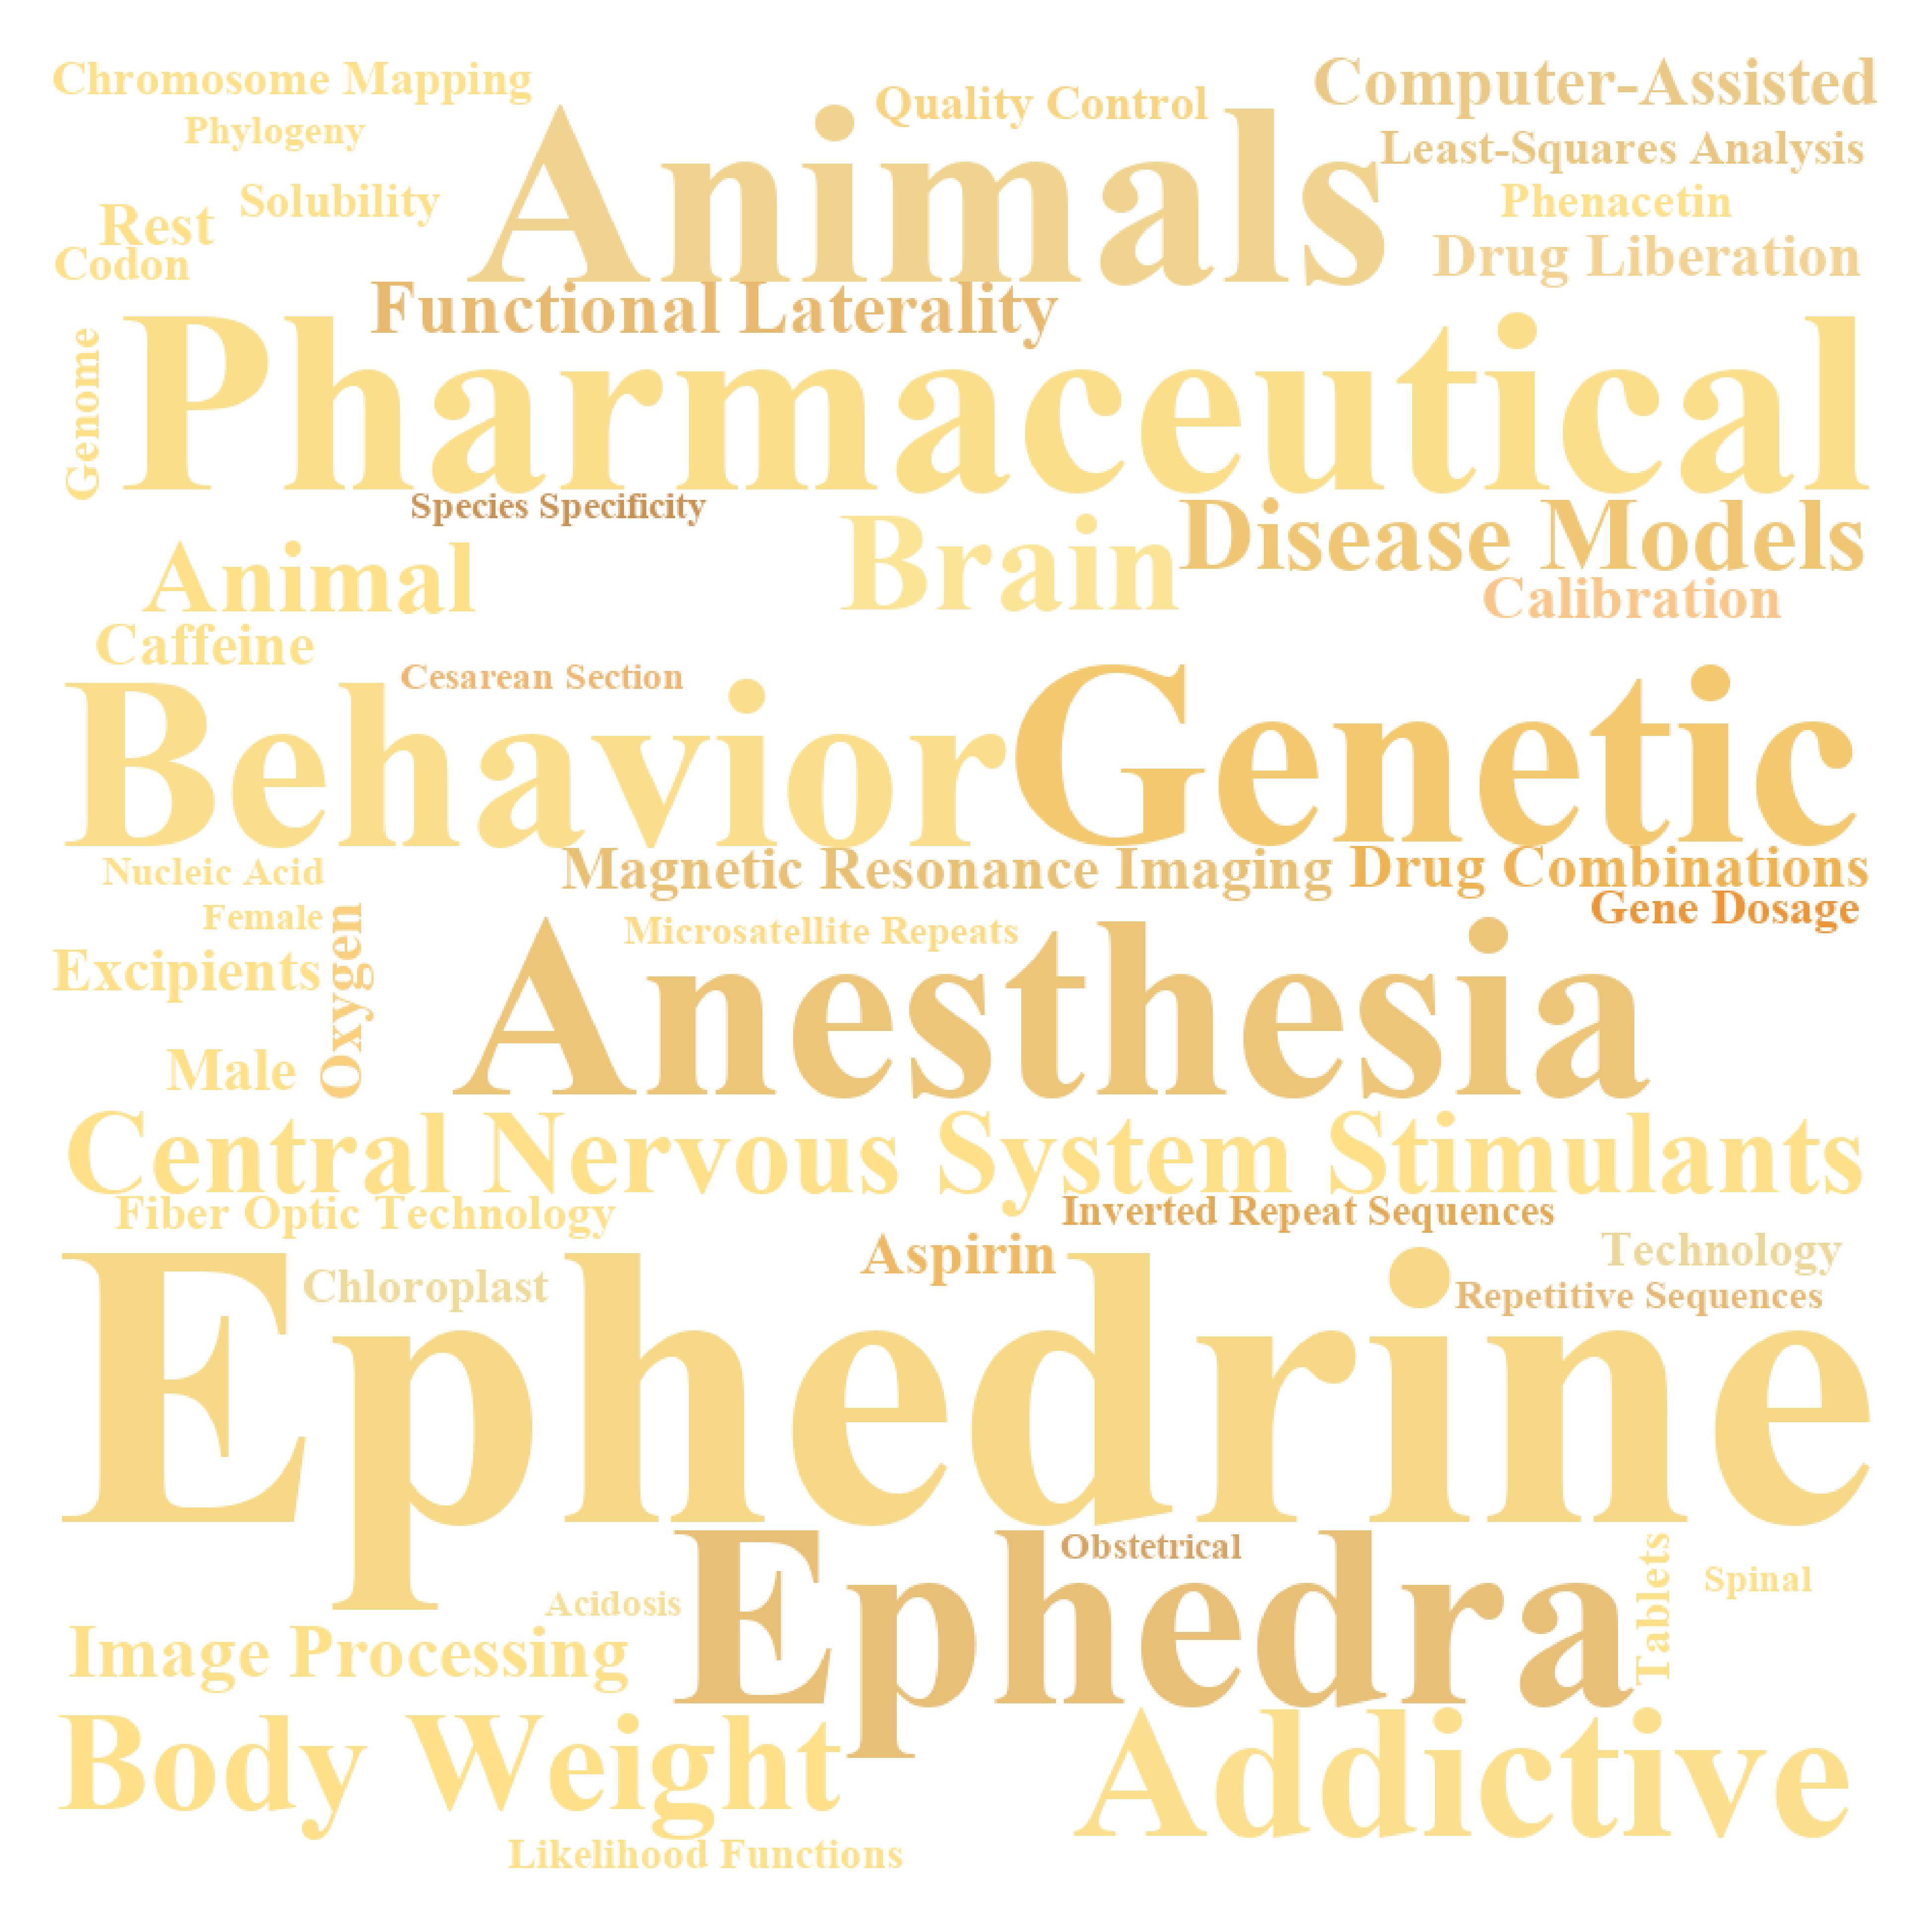 Chromosome Mapping
Quality Control
Computer-Assisted
Phylogeny
Animals
Least-Squares Analysis
Solubility
Phenacetin
Rest
Codon
Drug Liberation
Functional Laterality
Genome
Pharmaceutical
Species Specificity
Brain
Disease Models
Animal
Calibration
Caffeine
Cesarean Section
Behavior
Genetic
Nucleic Acid
Magnetic Resonance Imaging
Drug Combinations
Gene Dosage
Female
Microsatellite Repeats
Excipients
Oxygen
Anesthesia
Male
Central Nervous System Stimulants
Fiber Optic Technology
Inverted Repeat Sequences
Aspirin
Technology
Chloroplast
Repetitive Sequences
Ephedrine
Obstetrical
Ephedra
Tablets
Spinal
Acidosis
Image Processing
Body Weight
Addictive
Likelihood Functions